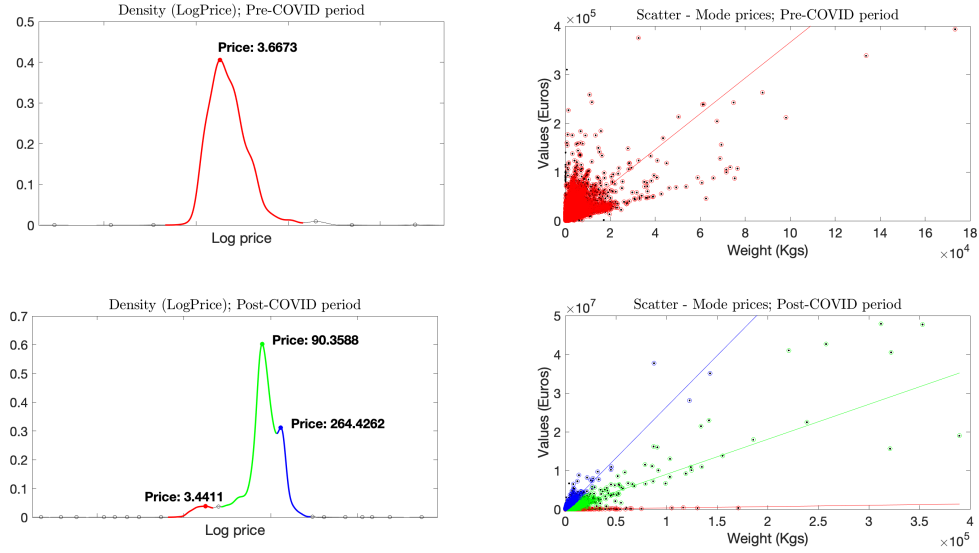 Density (LogPrice); Pre-COVID period
0.5
0.4
0.3
0.2
0.1
0
Price: 3.6673
Log price
Scatter - Mode prices; Pre-COVID period
×10^5
4
3
2
1
0
Values (Euros)
0 2 4 6 8 10 12 14 16 18
Weight (Kgs)
×10^4
Density (LogPrice); Post-COVID period
0.7
0.6
0.5
0.4
0.3
0.2
0.1
0
Price: 90.3588
Price: 264.4262
Price: 3.4411
Log price
Scatter - Mode prices; Post-COVID period
×10^7
5
4
3
2
1
0
Values (Euros)
0 0.5 1 1.5 2 2.5 3 3.5 4
Weight (Kgs)
×10^5